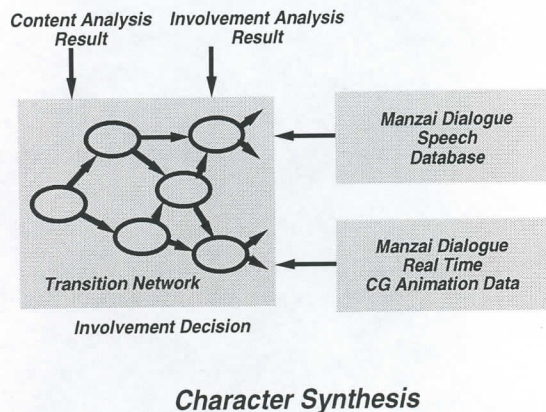 Content Analysis
Result
Involvement Analysis
Result
Manzai Dialogue
Speech
Database
Manzai Dialogue
Real Time
CG Animation Data
Transition Network
Involvement Decision
Character Synthesis